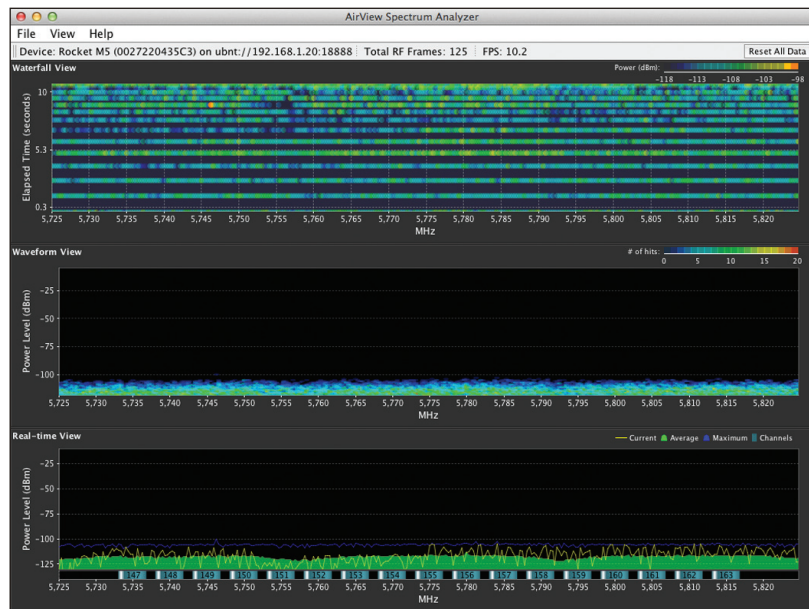 AirView Spectrum Analyzer
File View Help
Device: Rocket M5 (0027220435C3) on ubnt://192.168.1.20:18888 Total RF Frames: 125 FPS: 10.2 Reset All Data
Waterfall View Power (dBm):
-118 -113 -108 -103 -98
10
5.3
0.3
Elapsed Time (seconds)
5,725 5,730 5,735 5,740 5,745 5,750 5,755 5,760 5,765 5,770 5,775 5,780 5,785 5,790 5,795 5,800 5,805 5,810 5,815 5,820
MHz
Waveform View # of hits:
0 5 10 15 20
-25
-50
-75
-100
Power Level (dBm)
5,725 5,730 5,735 5,740 5,745 5,750 5,755 5,760 5,765 5,770 5,775 5,780 5,785 5,790 5,795 5,800 5,805 5,810 5,815 5,820
MHz
Real-time View Current Average Maximum Channels
-25
-50
-75
-100
-125
Power Level (dBm)
147 148 149 150 151 152 153 154 155 156 157 158 159 160 161 162 163
5,725 5,730 5,735 5,740 5,745 5,750 5,755 5,760 5,765 5,770 5,775 5,780 5,785 5,790 5,795 5,800 5,805 5,810 5,815 5,820
MHz